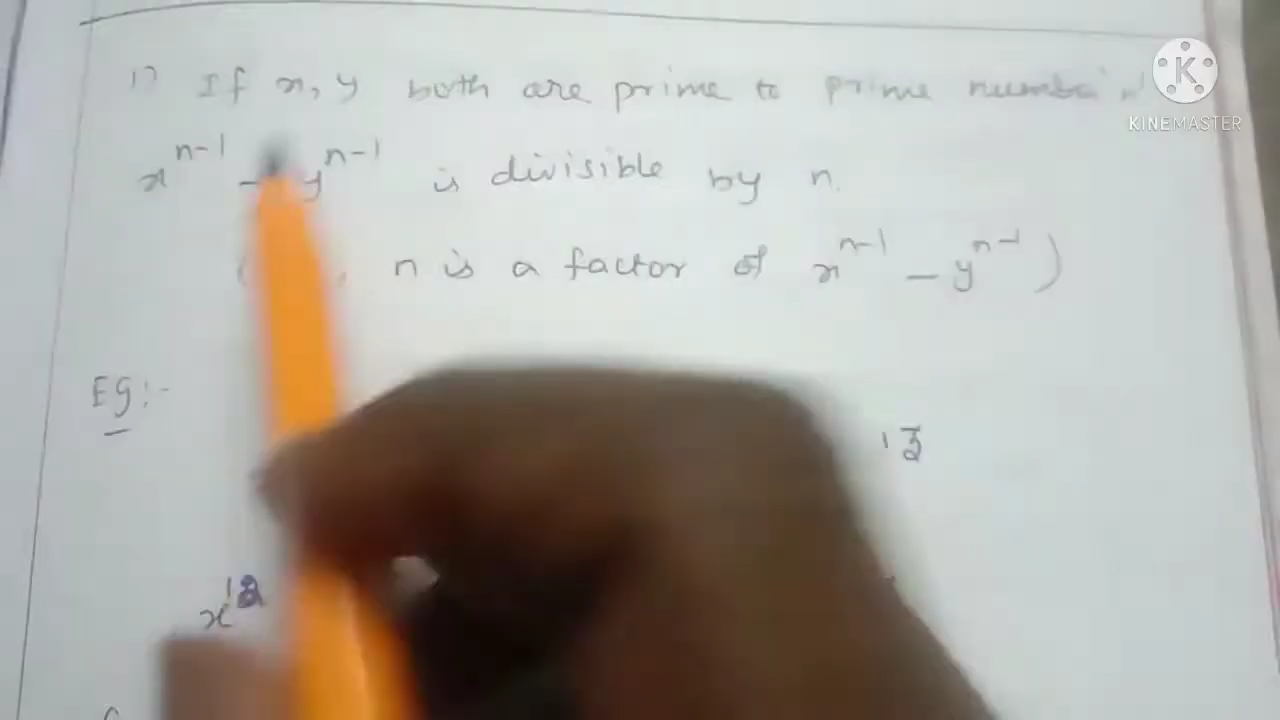 1) If x, y both are prime to prime number n
x^{n-1} - y^{n-1} is divisible by n.
( n is a factor of x^{n-1} - y^{n-1} )
Eg:-
13
x^{12}
KINEMASTER